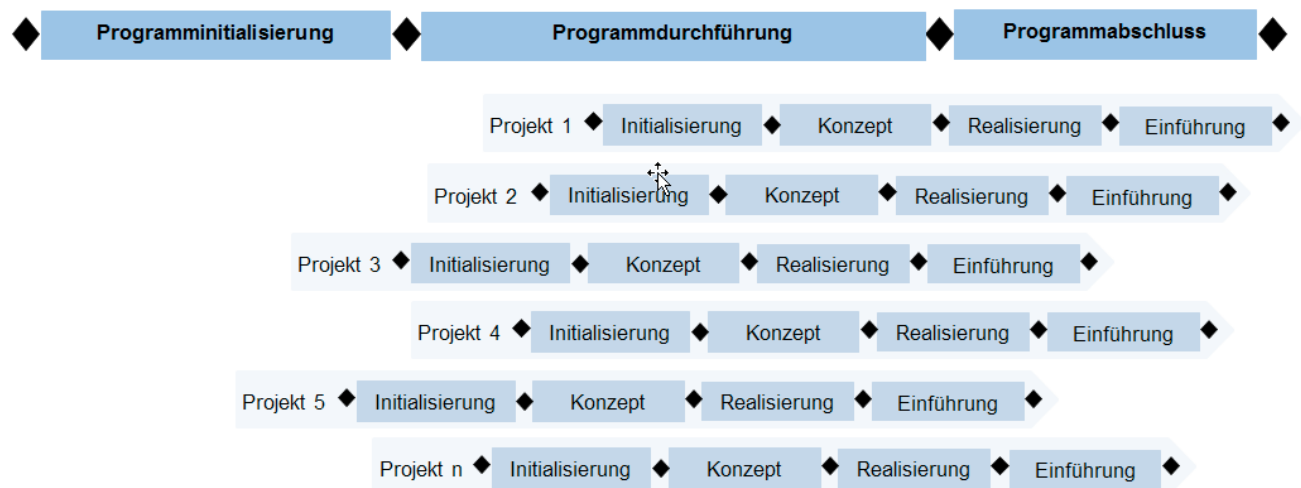 Programminitialisierung Programmdurchführung Programmabschluss
Projekt 1 Initialisierung Konzept Realisierung Einführung
Projekt 2 Initialisierung Konzept Realisierung Einführung
Projekt 3 Initialisierung Konzept Realisierung Einführung
Projekt 4 Initialisierung Konzept Realisierung Einführung
Projekt 5 Initialisierung Konzept Realisierung Einführung
Projekt n Initialisierung Konzept Realisierung Einführung